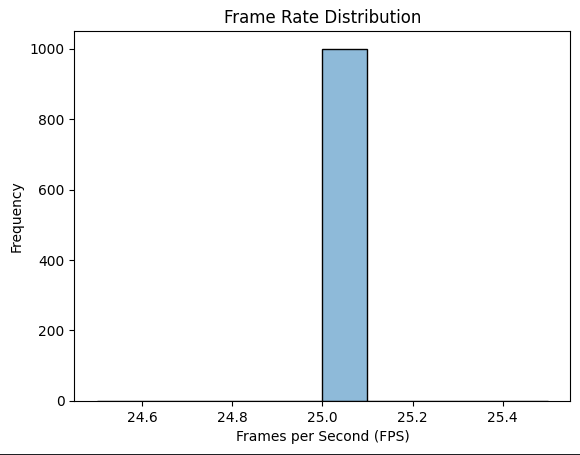 Frame Rate Distribution
1000
800
600
400
200
0
Frequency
24.6 24.8 25.0 25.2 25.4
Frames per Second (FPS)